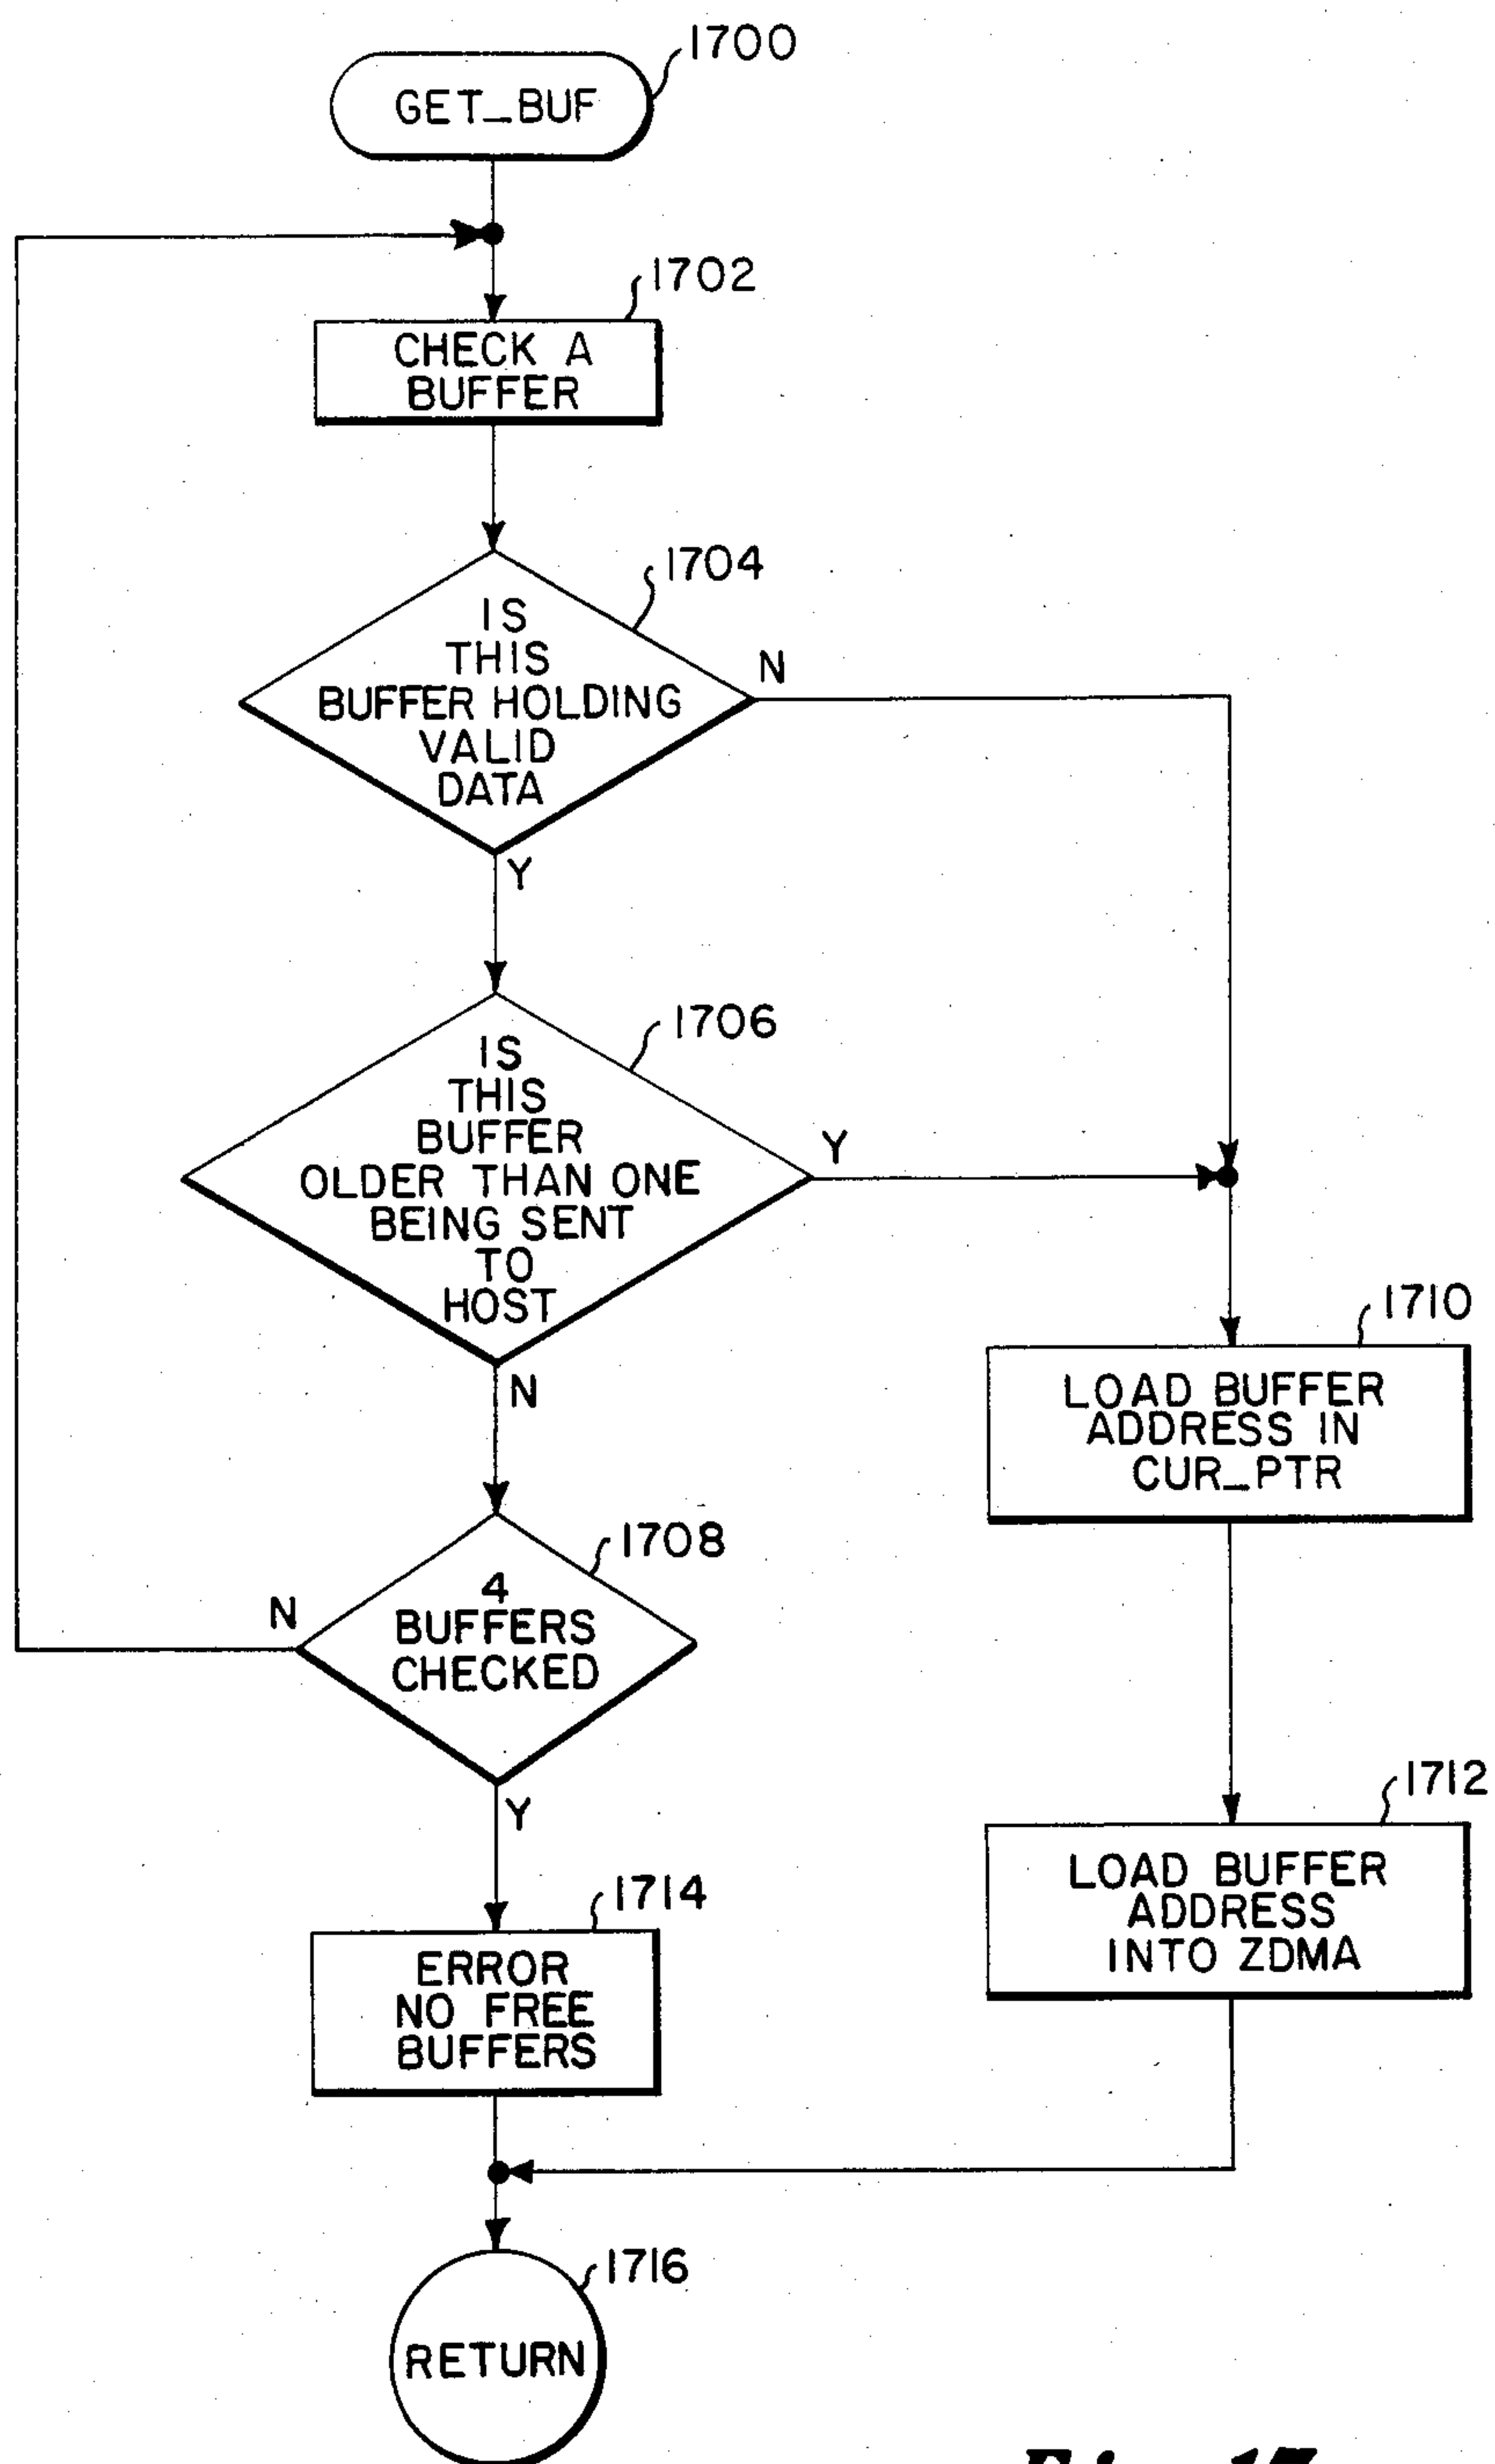 1700
GET_BUF
1702
CHECK A
BUFFER
1704
IS
THIS
BUFFER HOLDING
VALID
DATA
N
Y
1706
IS
THIS
BUFFER
OLDER THAN ONE
BEING SENT
TO
HOST
Y
N
1710
LOAD BUFFER
ADDRESS IN
CUR_PTR
1708
4
BUFFERS
CHECKED
N
Y
1712
LOAD BUFFER
ADDRESS
INTO ZDMA
1714
ERROR
NO FREE
BUFFERS
1716
RETURN